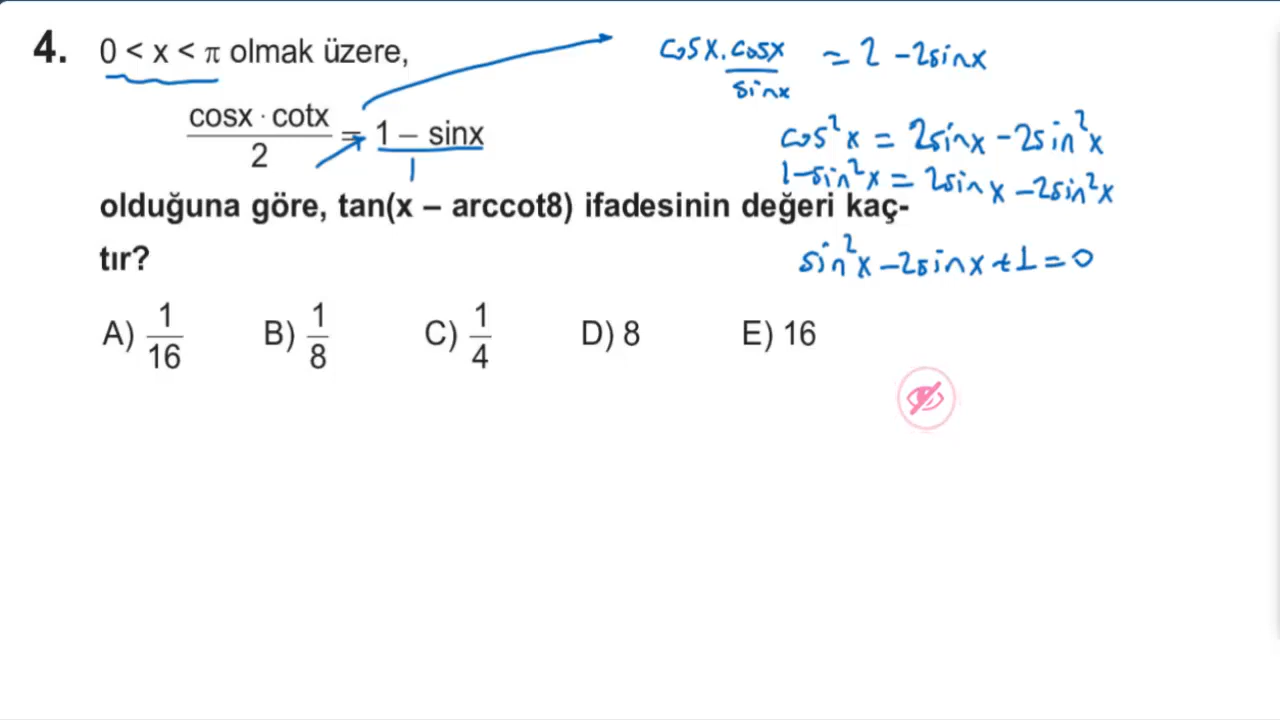 4. 0 < x < π olmak üzere,
cosx · cotx / 2 = 1 – sinx
1
olduğuna göre, tan(x – arccot8) ifadesinin değeri kaç-
tır?
A) 1/16 B) 1/8 C) 1/4 D) 8 E) 16
cosx . cosx/sinx = 2 - 2sinx
cos²x = 2sinx - 2sin²x
1-sin²x = 2sinx - 2sin²x
sin²x - 2sinx + 1 = 0